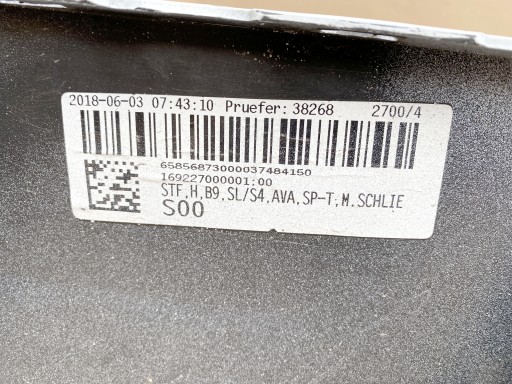 2018-06-03 07:43:10 Pruefer: 38268 2700/4
65856873000037484150
169227000001:00
STF,H,B9,SL/S4,AVA,SP-T,M.SCHLIE
S00